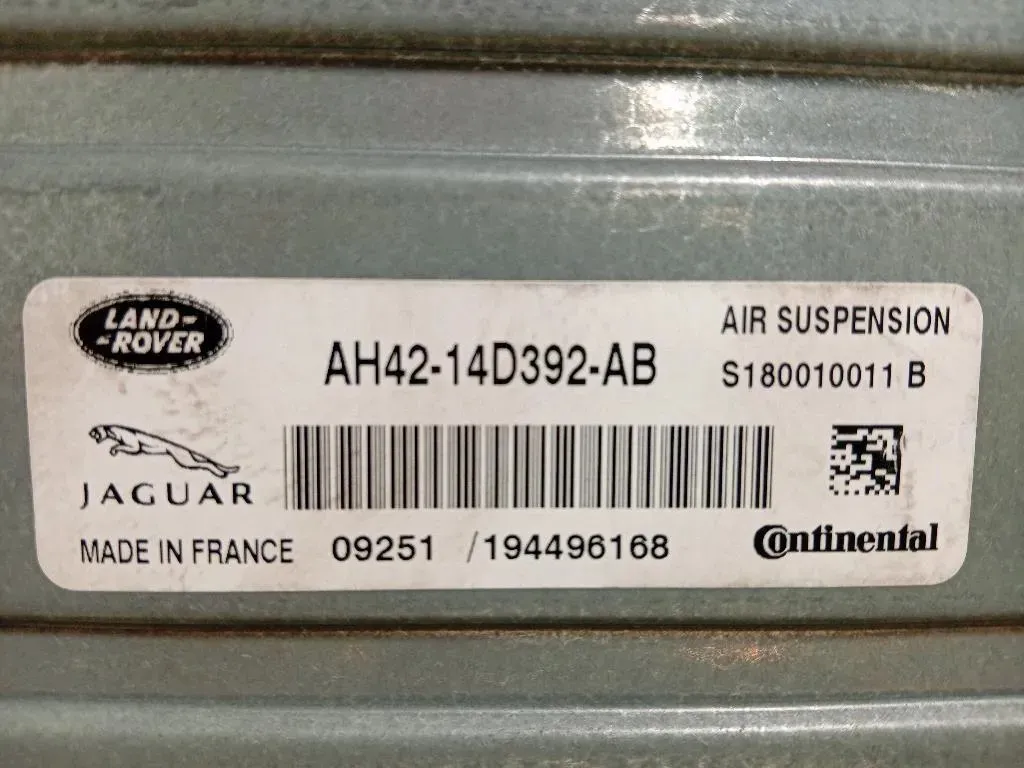 LAND-
-ROVER
AH42-14D392-AB
AIR SUSPENSION
S180010011 B
JAGUAR
MADE IN FRANCE 09251 /194496168
Continental